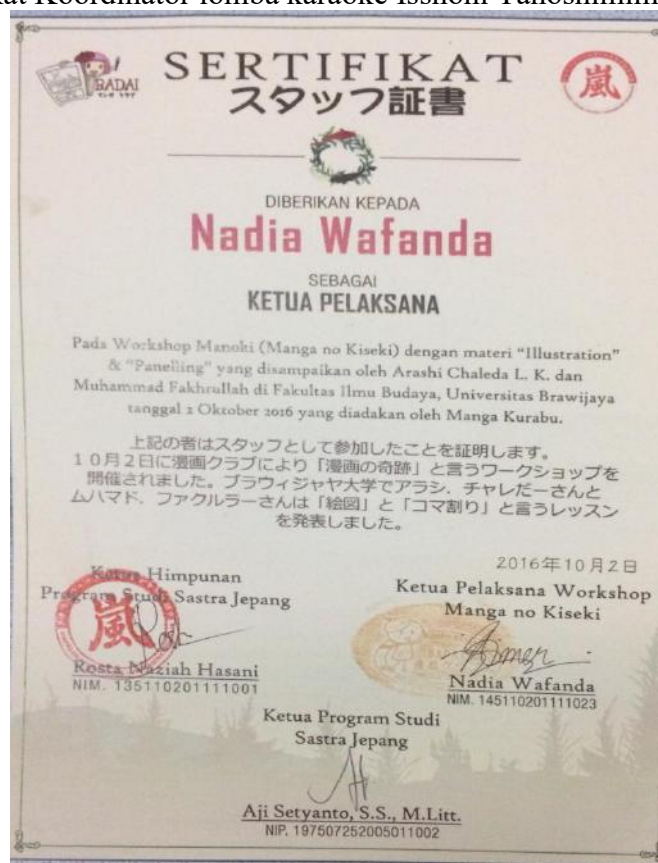 Koordinator lomba karaoke Isshoni
RADAI
SERTIFIKAT
嵐
スタッフ証書
DIBERIKAN KEPADA
Nadia Wafanda
SEBAGAI
KETUA PELAKSANA
Pada Workshop Manoki (Manga no Kiseki) dengan materi "Illustration"
& "Panelling" yang disampaikan oleh Arashi Chaleda L. K. dan
Muhammad Fakhrullah di Fakultas Ilmu Budaya, Universitas Brawijaya
tanggal 2 Oktober 2016 yang diadakan oleh Manga Kurabu.
上記の者はスタッフとして参加したことを証明します。
10月2日に漫画クラブにより「漫画の奇跡」と言うワークショップを
開催されました。ブラウィジャヤ大学でアラシ．チャレだーさんと
ムハマド．ファクルラーさんは「絵図」と「コマ割り」と言うレッスン
を発表しました。
2016年10月2日
Ketua Himpunan
Program Studi Sastra Jepang
嵐
Rosta Naziah Hasani
NIM. 135110201111001
Ketua Pelaksana Workshop
Manga no Kiseki
Nadia Wafanda
NIM. 145110201111023
Ketua Program Studi
Sastra Jepang
Aji Setyanto, S.S., M.Litt.
NIP. 197507252005011002